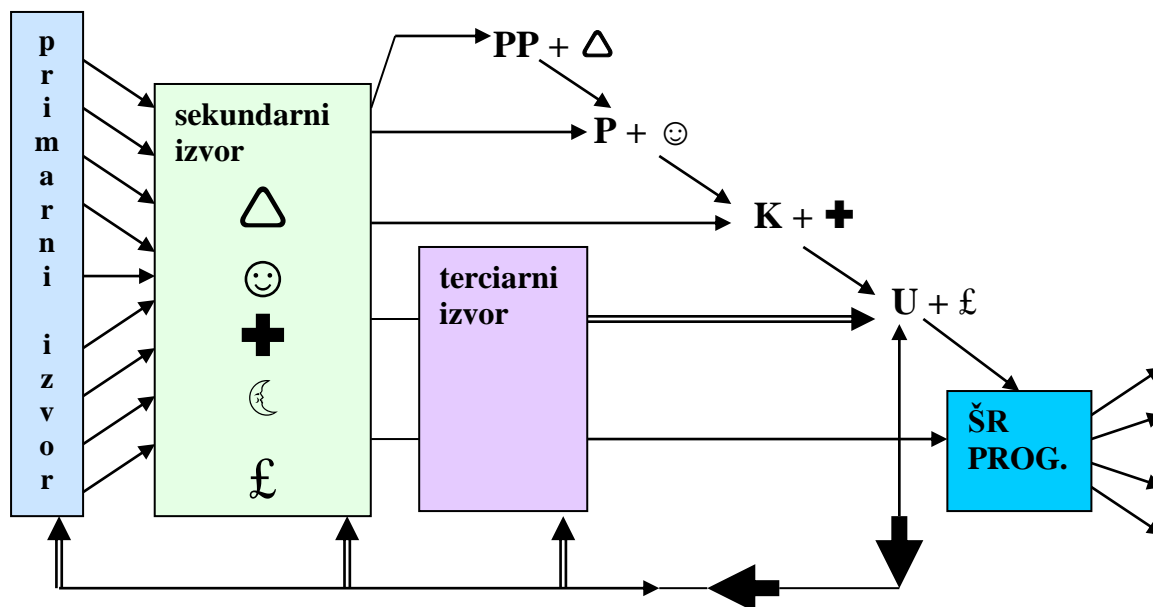 primarni izvor
sekundarni
izvor
£
terciarni
izvor
PP +
P + ☺
K + ✚
U + £
ŠR
PROG.